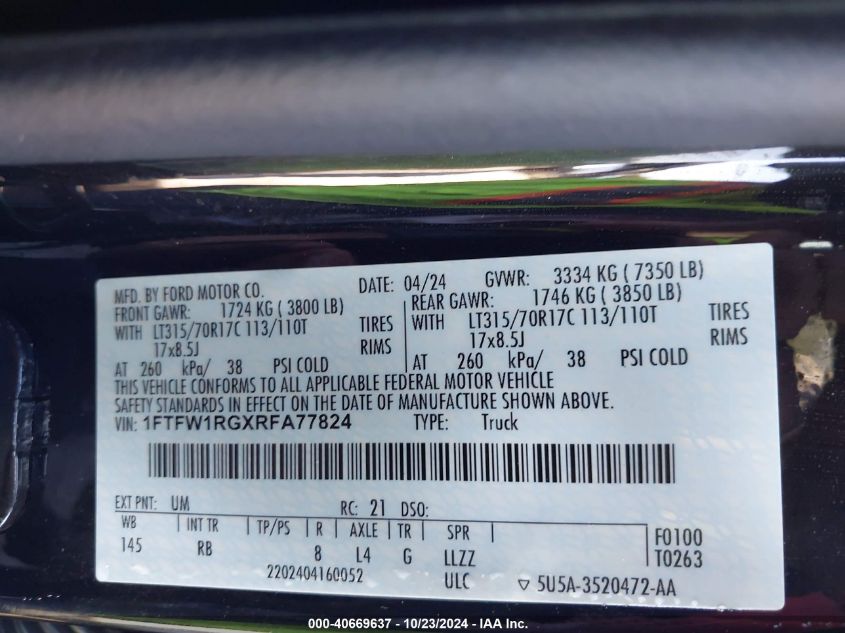 MFD. BY FORD MOTOR CO.
DATE: 04/24 GVWR: 3334 KG ( 7350 LB)
FRONT GAWR: 1724 KG ( 3800 LB)
REAR GAWR: 1746 KG ( 3850 LB)
WITH LT315/70R17C 113/110T TIRES
WITH LT315/70R17C 113/110T TIRES
17x8.5J RIMS
17x8.5J RIMS
AT 260 kPa/ 38 PSI COLD
AT 260 kPa/ 38 PSI COLD
THIS VEHICLE CONFORMS TO ALL APPLICABLE FEDERAL MOTOR VEHICLE
SAFETY STANDARDS IN EFFECT ON THE DATE OF MANUFACTURE SHOWN ABOVE.
VIN: 1FTFW1RGXRFA77824 TYPE: Truck
EXT PNT: UM RC: 21 DSO:
WB INT TR TP/PS R AXLE TR SPR F0100
145 RB 8 L4 G LLZZ T0263
2202404160052 ULC ▽ 5U5A-3520472-AA
000-40669637 - 10/23/2024 - IAA Inc.